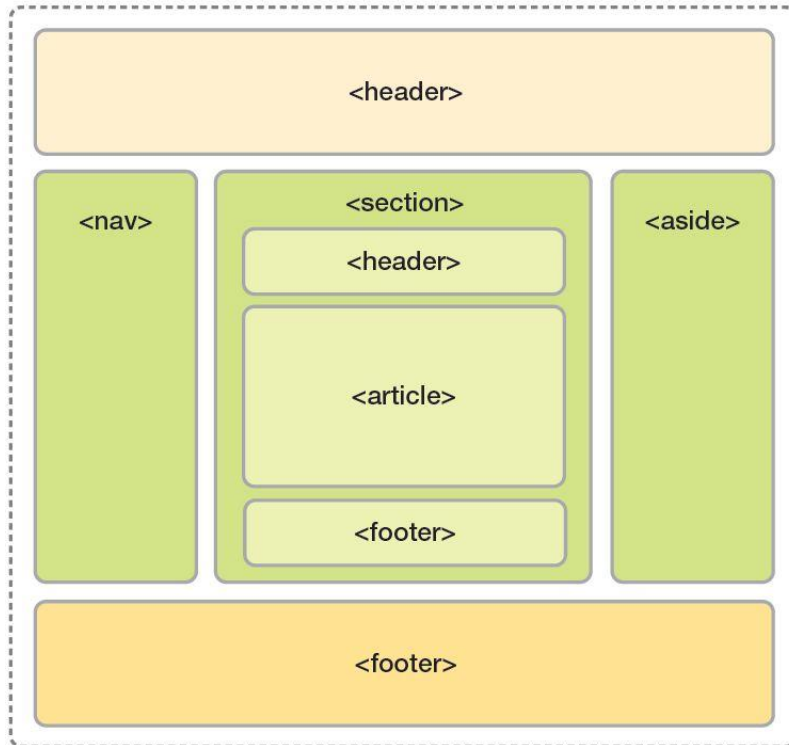 <header>
<nav>
<section>
<aside>
<header>
<article>
<footer>
<footer>